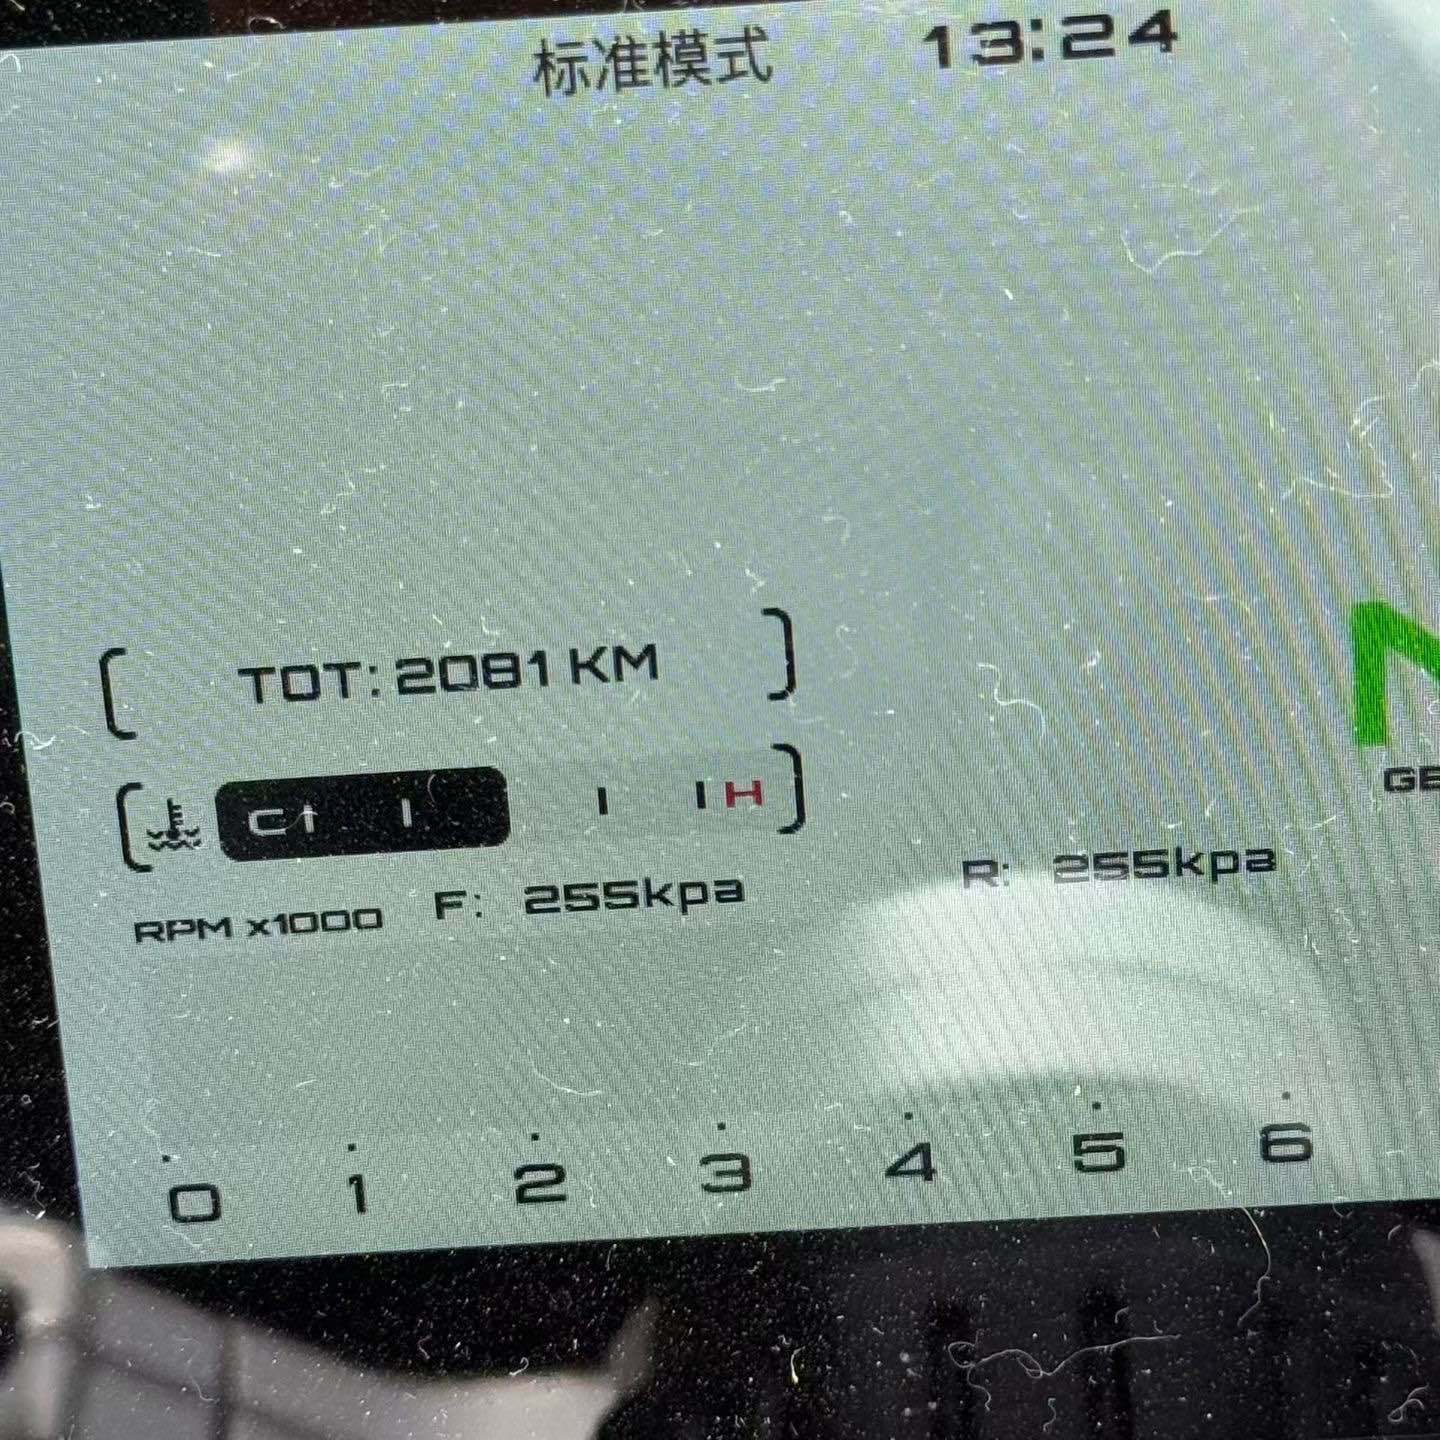 标准模式 13:24
TOT: 2081 KM
C H
RPM x1000 F: 255kpa R: 255kpa
0 1 2 3 4 5 6